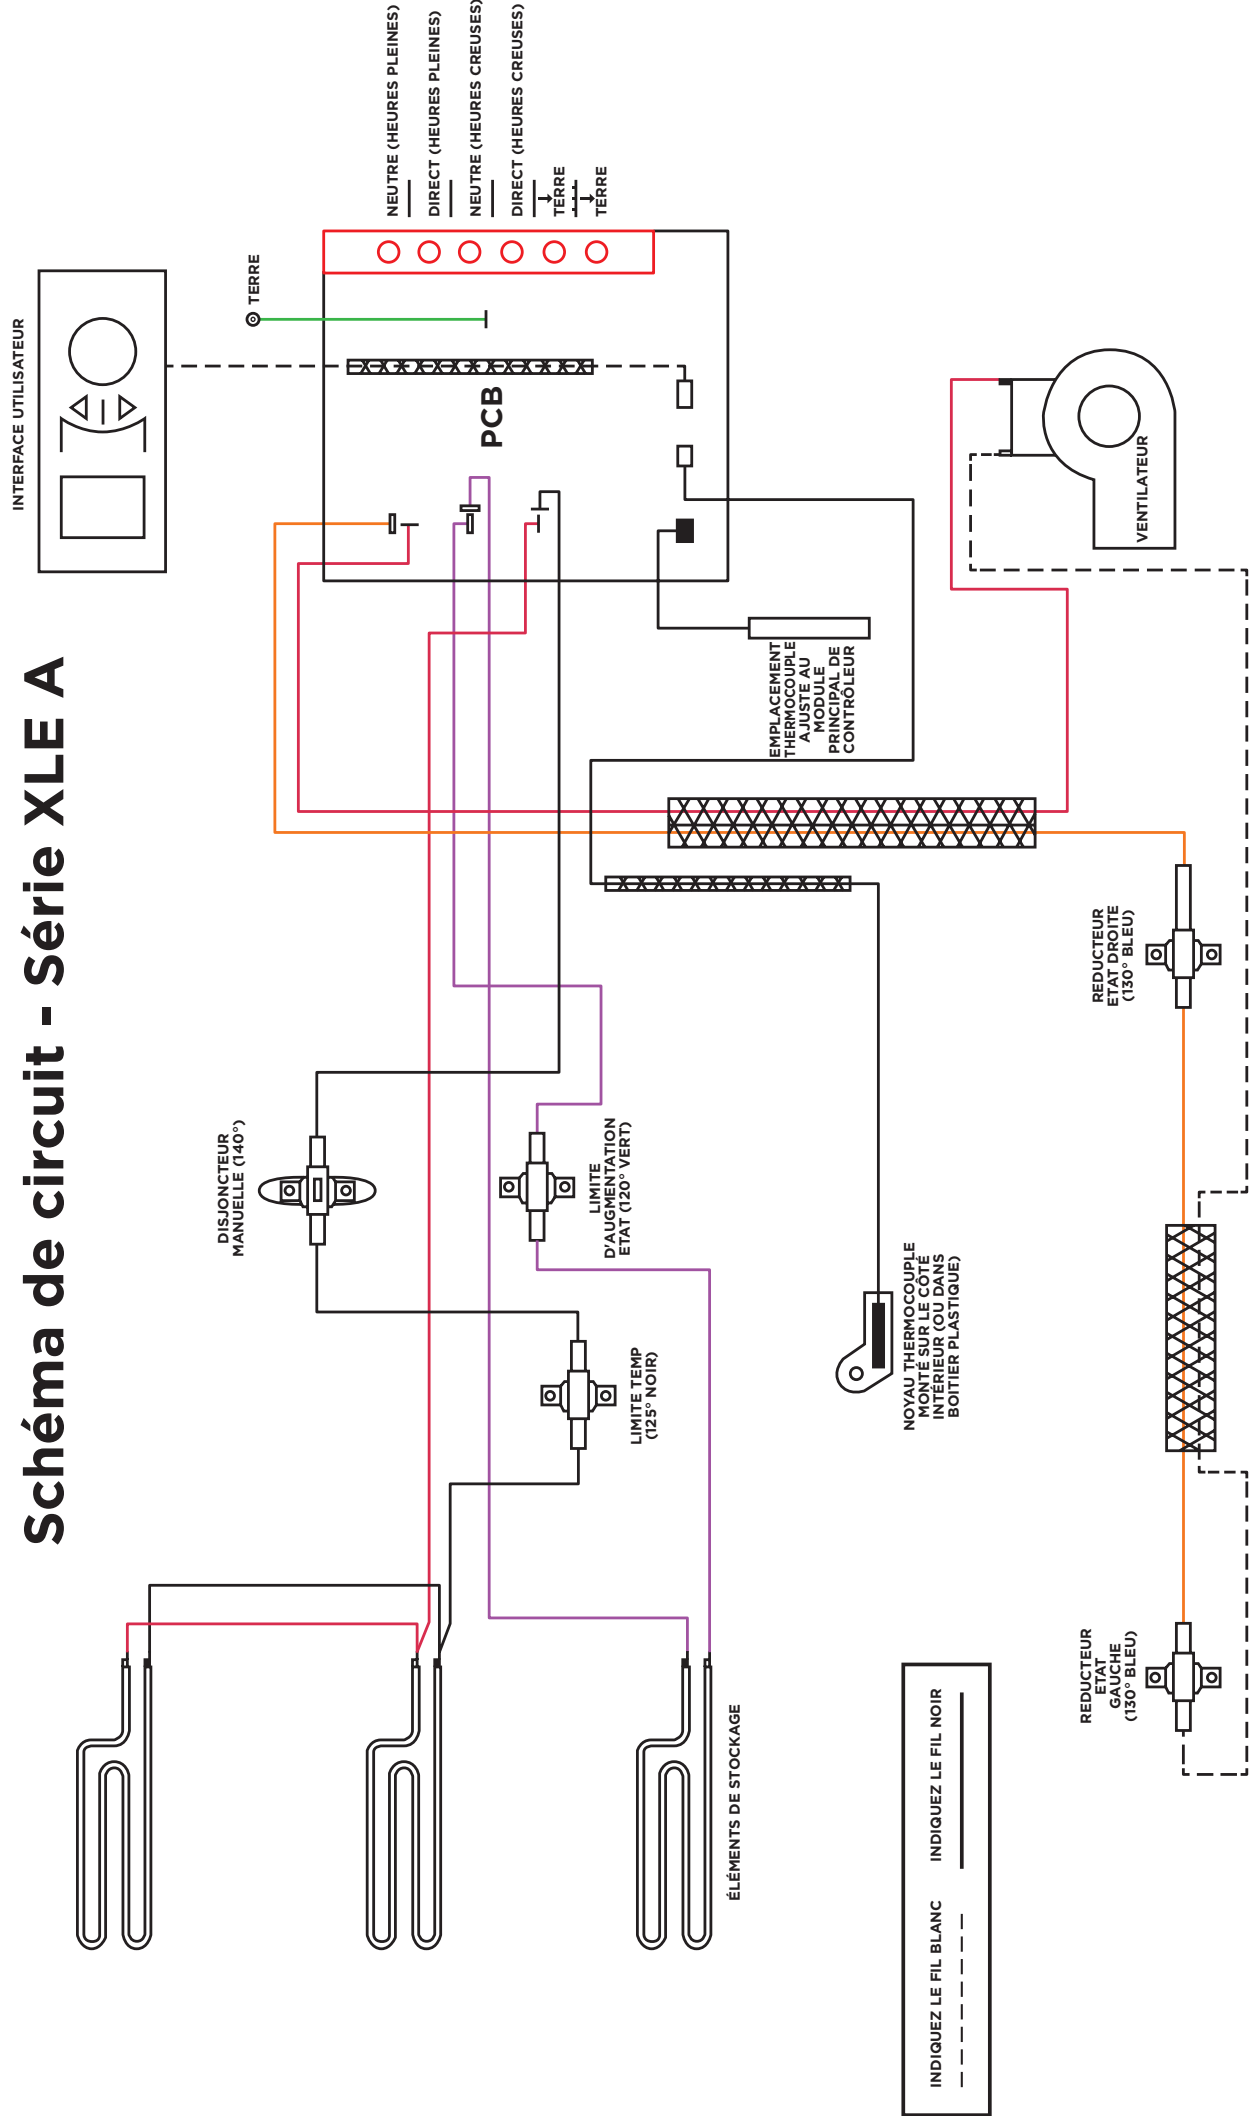 Schéma de circuit - Série XLE A
INTERFACE UTILISATEUR
TERRE
NEUTRE (HEURES PLEINES)
DIRECT (HEURES PLEINES)
NEUTRE (HEURES CREUSES)
DIRECT (HEURES CREUSES)
TERRE
TERRE
PCB
DISJONCTEUR
MANUELLE (140°)
LIMITE
D'AUGMENTATION
ETAT (120° VERT)
LIMITE TEMP
(125° NOIR)
EMPLACEMENT
THERMOCOUPLE
AJUSTE AU
MODULE
PRINCIPAL DE
CONTRÔLEUR
VENTILATEUR
NOYAU THERMOCOUPLE
MONTÉ SUR LE CÔTÉ
INTÉRIEUR (OU DANS
BOITIER PLASTIQUE)
REDUCTEUR
ETAT DROITE
(130° BLEU)
REDUCTEUR
ETAT
GAUCHE
(130° BLEU)
ÉLÉMENTS DE STOCKAGE
INDIQUEZ LE FIL BLANC
INDIQUEZ LE FIL NOIR